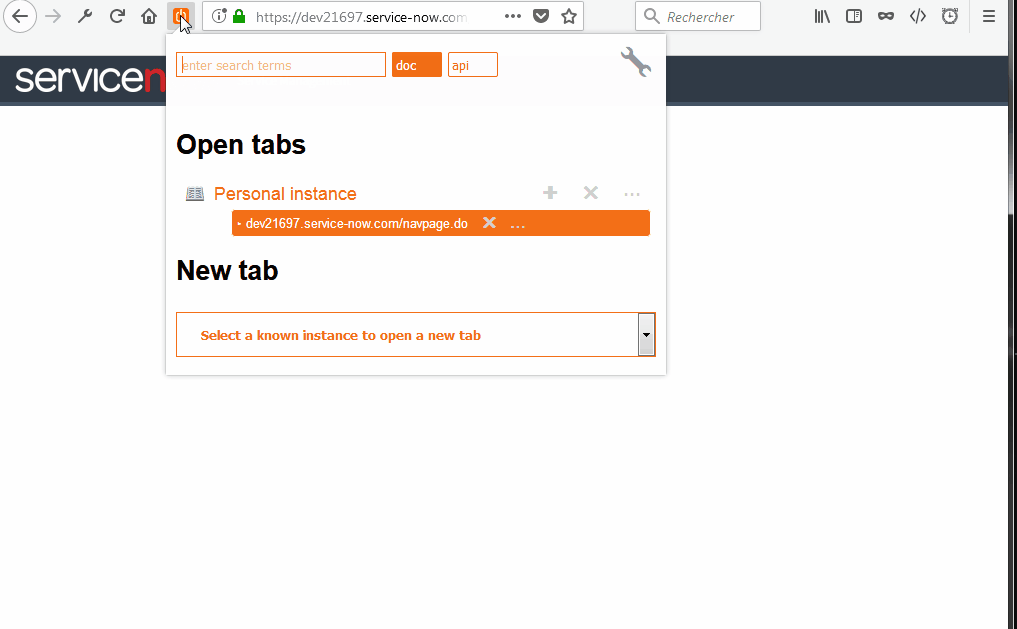 https://dev21697.service-now.com
Rechercher
enter search terms
doc
api
servicen
Open tabs
Personal instance
dev21697.service-now.com/navpage.do
...
New tab
Select a known instance to open a new tab